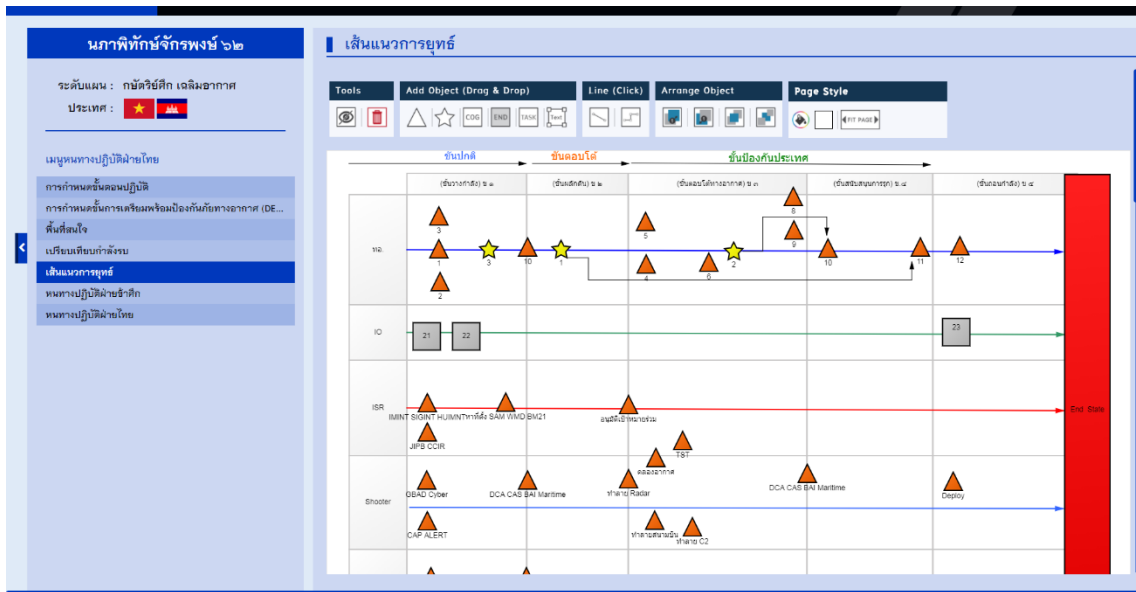 นภาพิทักษ์จักรพงษ์ ๖๒
ระดับแผน : กษัตริย์ศึก เฉลิมอากาศ
ประเทศ :
เมนูหนทางปฏิบัติฝ่ายไทย
การกำหนดขั้นตอนปฏิบัติ
การกำหนดขั้นการเตรียมพร้อมป้องกันภัยทางอากาศ (DE...
พื้นที่สนใจ
เปรียบเทียบกำลังรบ
เส้นแนวการยุทธ์
หนทางปฏิบัติฝ่ายข้าศึก
หนทางปฏิบัติฝ่ายไทย
เส้นแนวการยุทธ์
Tools
Add Object (Drag & Drop)
Line (Click)
Arrange Object
Page Style
COG
END
TASK
Text
FIT PAGE
ขั้นปกติ
ขั้นตอบโต้
ขั้นป้องกันประเทศ
(ขั้นวางกำลัง) ข ๑
(ขั้นผลักดัน) ข ๒
(ขั้นตอบโต้ทางอากาศ) ข ๓
(ขั้นสนับสนุนการรุก) ข.๔
(ขั้นถอนกำลัง) ข ๕
ทอ.
3
1
2
3
10
1
5
4
6
2
8
9
10
11
12
IO
21
22
23
ISR
IMINT SIGINT HUIMNT
หาที่ตั้ง SAM WMD BM21
อนุมัติเป้าหมายร่วม
JIPB CCIR
TST
End State
Shooter
GBAD Cyber
DCA CAS BAI Maritime
ทำลาย Radar
ครองอากาศ
DCA CAS BAI Maritime
Deploy
CAP ALERT
ทำลายสนามบิน
ทำลาย C2